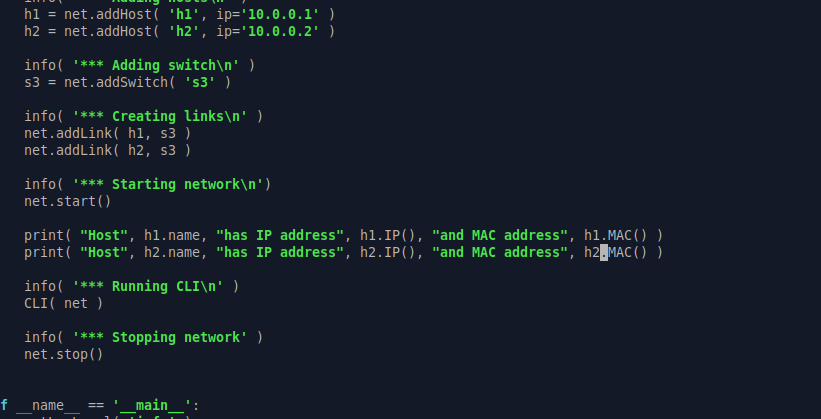 info( '*** Adding hosts\n' )
h1 = net.addHost( 'h1', ip='10.0.0.1' )
h2 = net.addHost( 'h2', ip='10.0.0.2' )
info( '*** Adding switch\n' )
s3 = net.addSwitch( 's3' )
info( '*** Creating links\n' )
net.addLink( h1, s3 )
net.addLink( h2, s3 )
info( '*** Starting network\n')
net.start()
print( "Host", h1.name, "has IP address", h1.IP(), "and MAC address", h1.MAC() )
print( "Host", h2.name, "has IP address", h2.IP(), "and MAC address", h2.MAC() )
info( '*** Running CLI\n' )
CLI( net )
info( '*** Stopping network' )
net.stop()
f __name__ == '__main__':